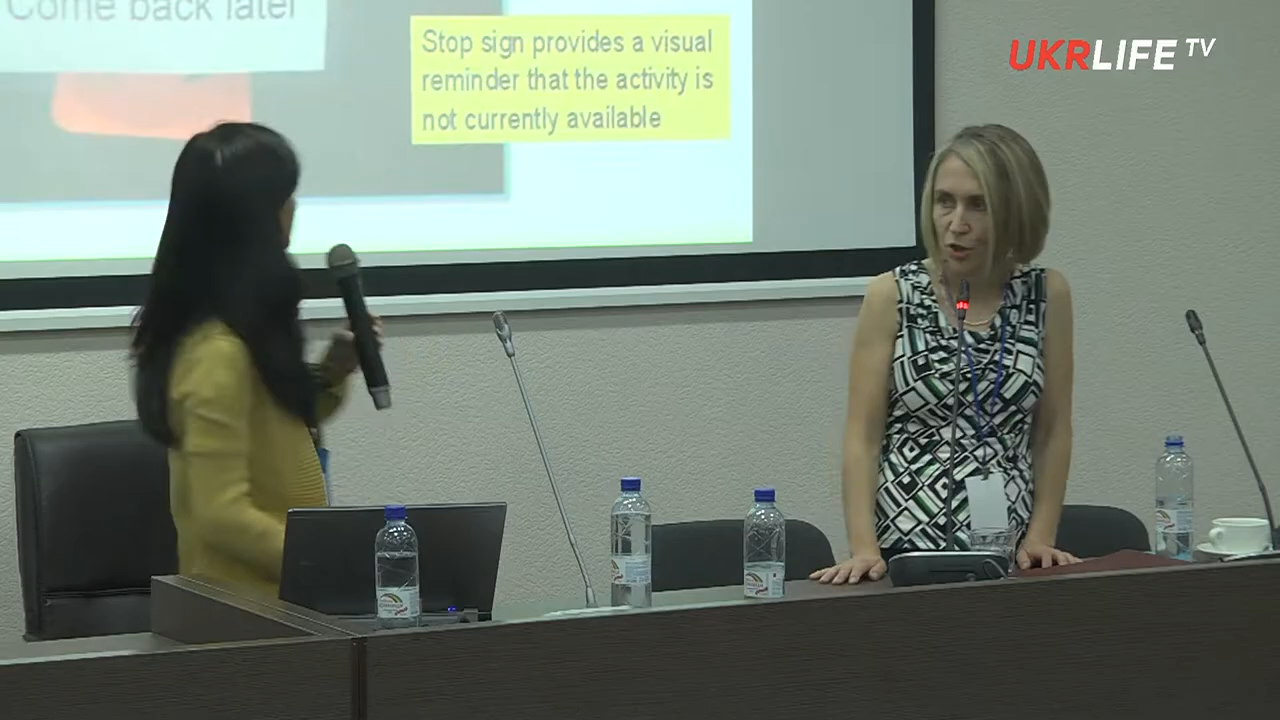 Come back later
Stop sign provides a visual
reminder that the activity is
not currently available
UKRLIFE TV